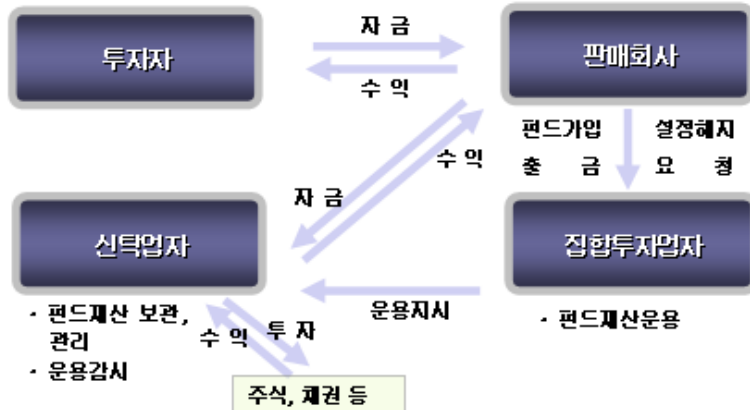 자 금
투자자
판매회사
수 익
펀드가입 설정해지
출 금 요 청
수 익
자 금
신탁업자
집합투자업자
운용지시
· 펀드재산 보관,
관리
· 운용감시
수 익
투 자
· 펀드재산운용
주식, 채권 등